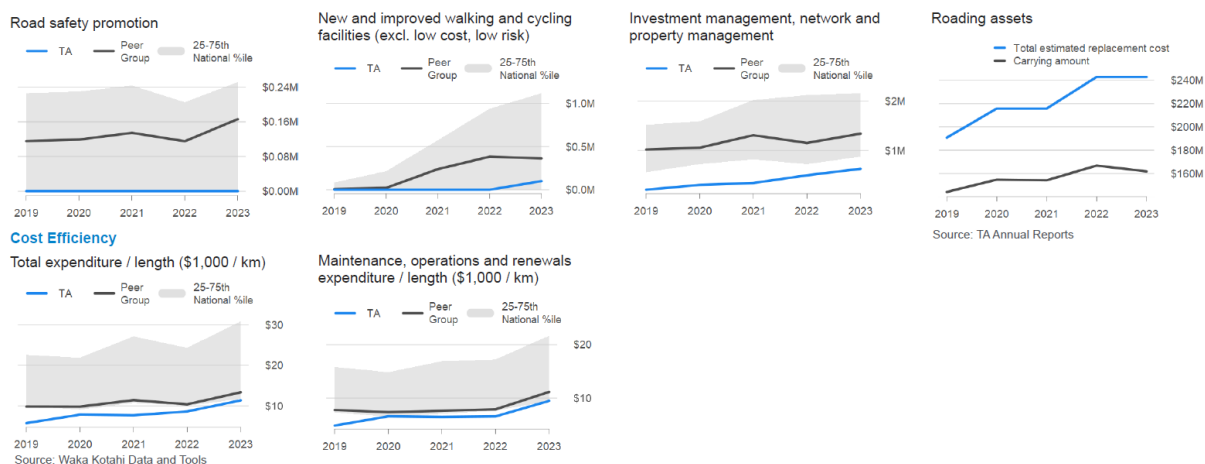 Road safety promotion
TA
Peer
Group
25-75th
National %ile
$0.24M
$0.16M
$0.08M
$0.00M
2019
2020
2021
2022
2023
New and improved walking and cycling
facilities (excl. low cost, low risk)
TA
Peer
Group
25-75th
National %ile
$1.0M
$0.5M
$0.0M
2019
2020
2021
2022
2023
Investment management, network and
property management
TA
Peer
Group
25-75th
National %ile
$2M
$1M
2019
2020
2021
2022
2023
Roading assets
Total estimated replacement cost
Carrying amount
$240M
$220M
$200M
$180M
$160M
2019
2020
2021
2022
2023
Source: TA Annual Reports
Cost Efficiency
Total expenditure / length ($1,000 / km)
TA
Peer
Group
25-75th
National %ile
$30
$20
$10
2019
2020
2021
2022
2023
Source: Waka Kotahi Data and Tools
Maintenance, operations and renewals
expenditure / length ($1,000 / km)
TA
Peer
Group
25-75th
National %ile
$20
$10
2019
2020
2021
2022
2023